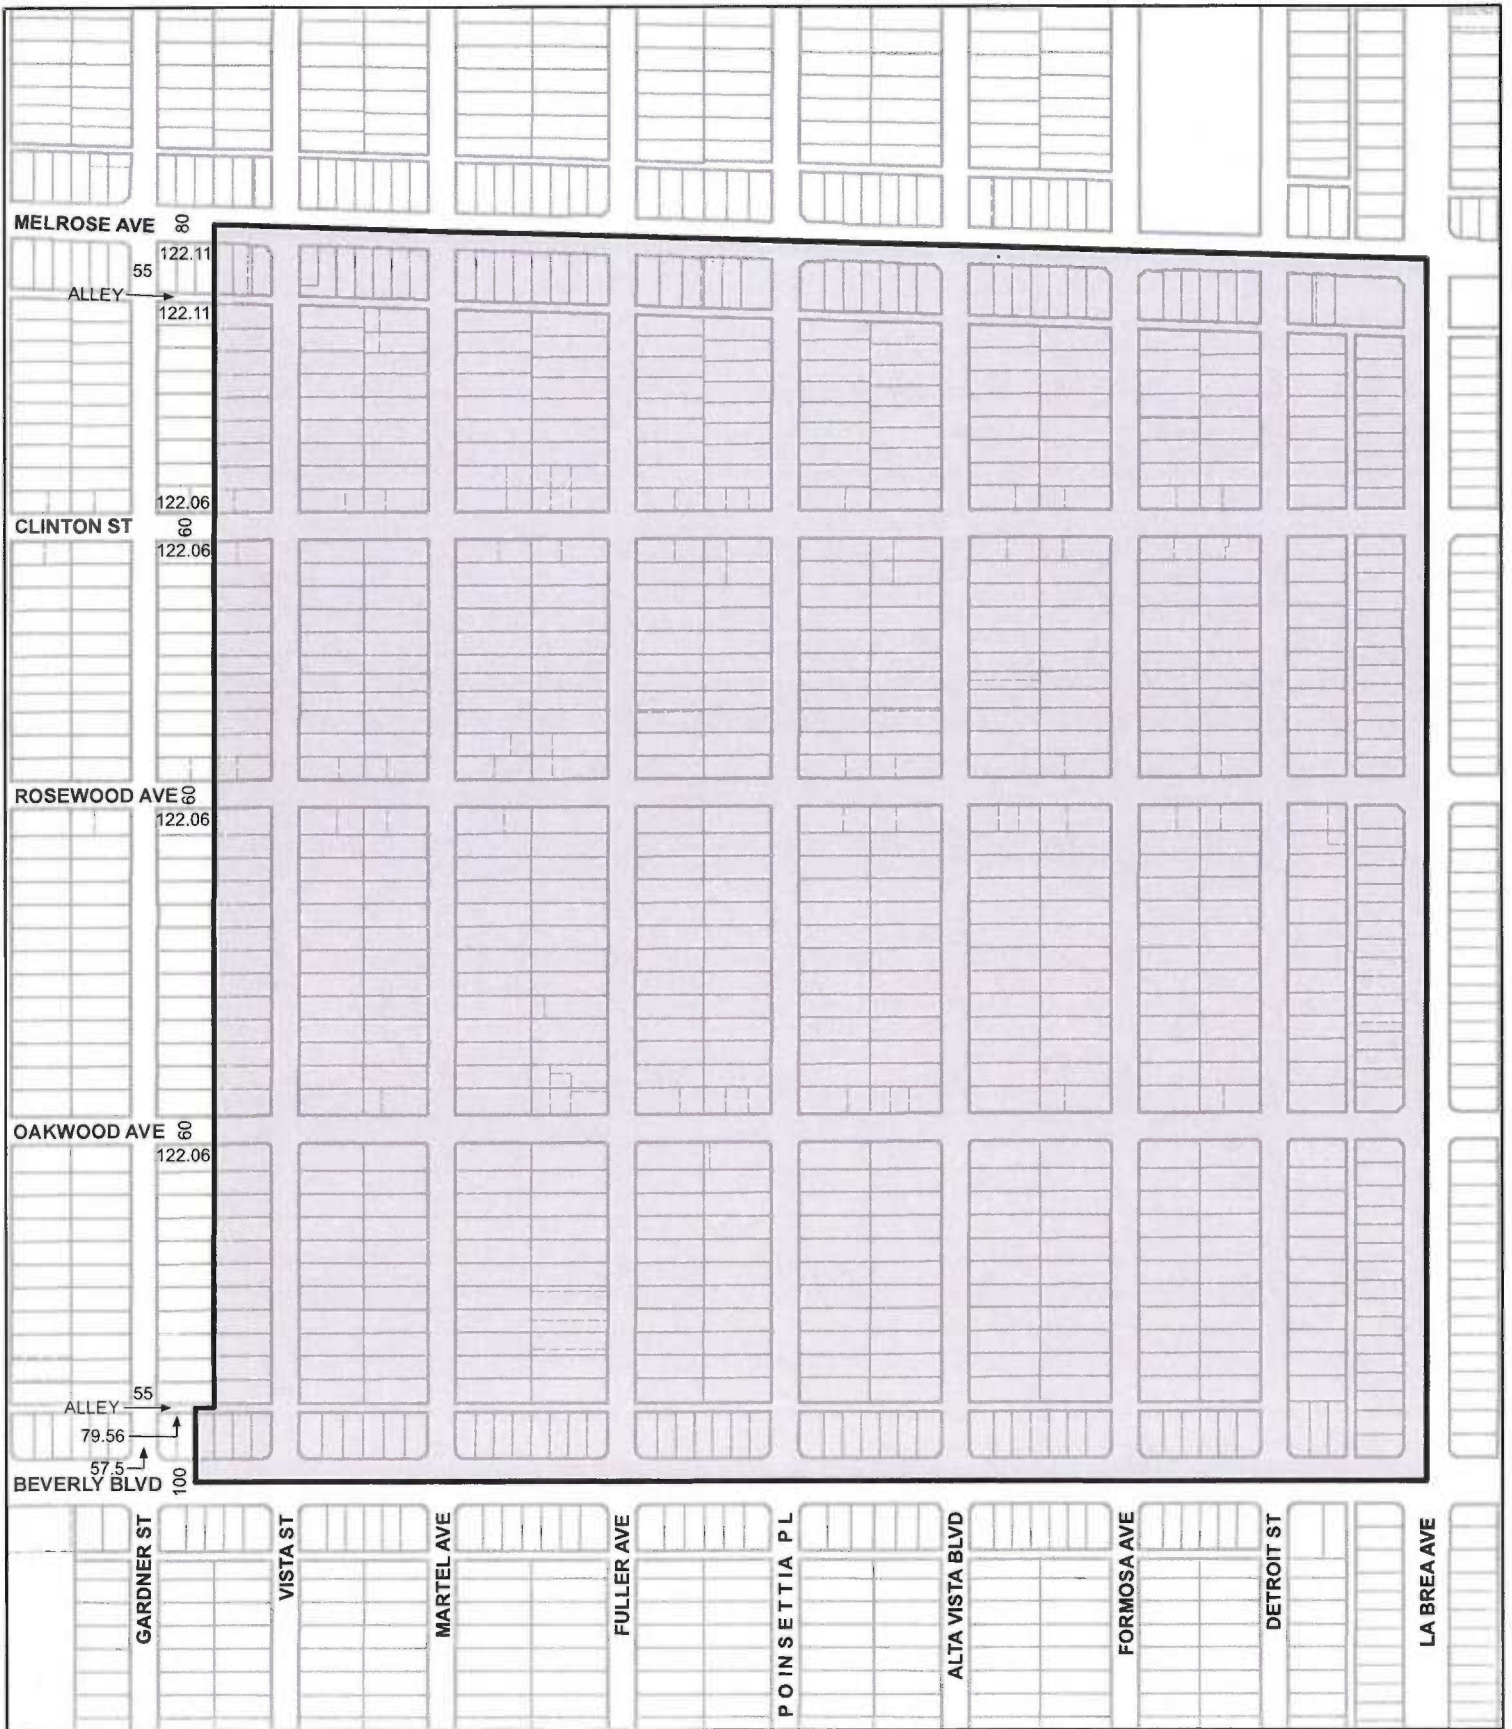 MELROSE AVE 80
122.11
55
ALLEY
122.11
122.06
CLINTON ST 60
122.06
ROSEWOOD AVE 60
122.06
OAKWOOD AVE 60
122.06
55
ALLEY
79.56
57.5
BEVERLY BLVD 100
GARDNER ST
VISTA ST
MARTEL AVE
FULLER AVE
POINSETTIA PL
ALTA VISTA BLVD
FORMOSA AVE
DETROIT ST
LA BREA AVE